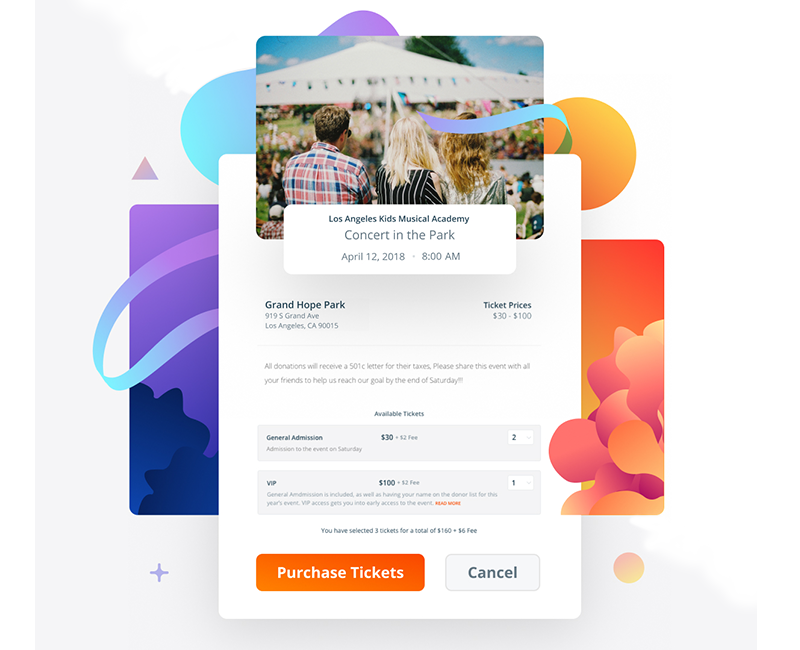 Los Angeles Kids Musical Academy
Concert in the Park
April 12, 2018 • 8:00 AM
Grand Hope Park
919 S Grand Ave
Los Angeles, CA 90015
Ticket Prices
$30 - $100
All donations will receive a 501c letter for their taxes, Please share this event with all
your friends to help us reach our goal by the end of Saturday!!!
Available Tickets
General Admission $30 + $2 Fee 2
Admission to the event on Saturday
VIP $100 + $2 Fee 1
General Amdmission is included, as well as having your name on the donor list for this
year's event. VIP access gets you into early access to the event. READ MORE
You have selected 3 tickets for a total of $160 + $6 Fee
Purchase Tickets
Cancel